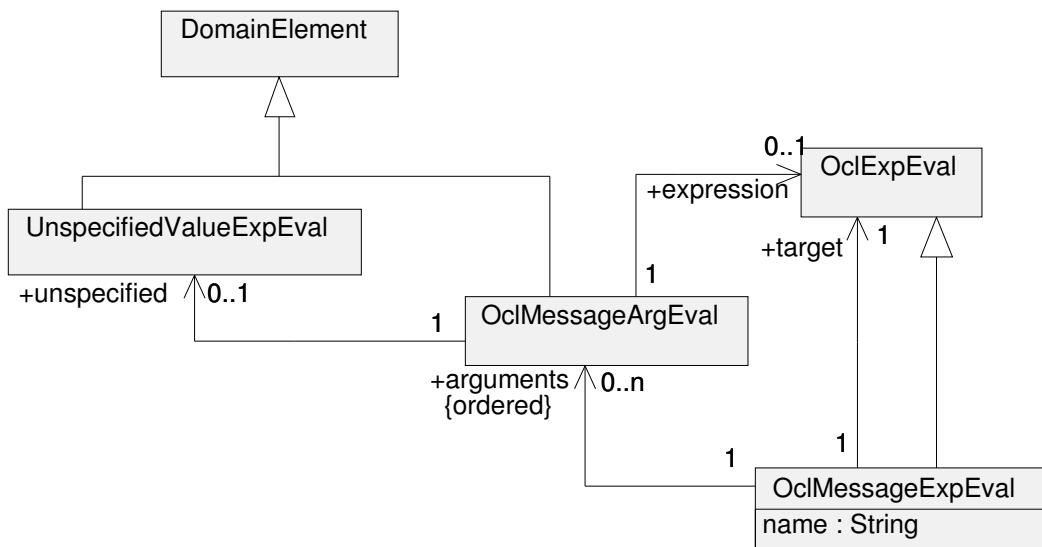 DomainElement
0..1
OclExpEval
+expression
UnspecifiedValueExpEval
+target
1
+unspecified
0..1
1
1
OclMessageArgEval
+arguments
0..n
{ordered}
1
1
OclMessageExpEval
name : String